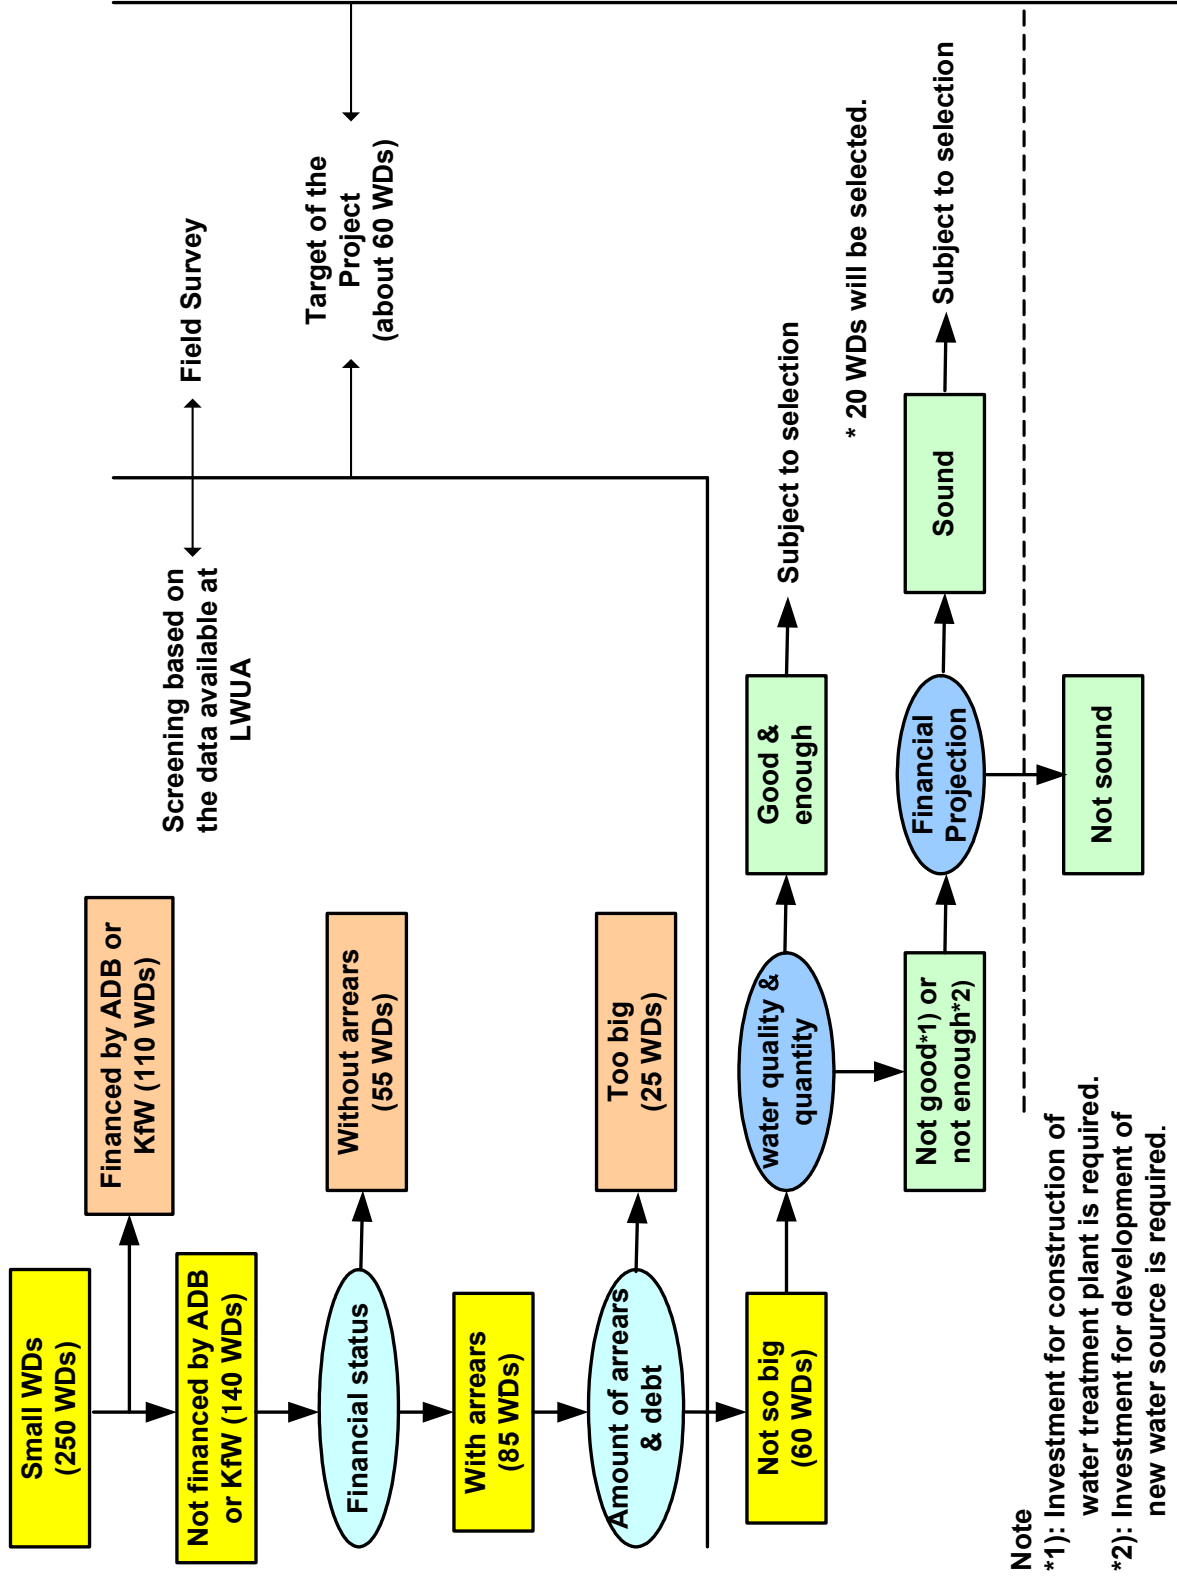 Small WDs
(250 WDs)
Financed by ADB or
KfW (110 WDs)
Not financed by ADB
or KfW (140 WDs)
Financial status
Without arrears
(55 WDs)
With arrears
(85 WDs)
Amount of arrears
& debt
Too big
(25 WDs)
Not so big
(60 WDs)
Screening based on
the data available at
LWUA
Field Survey
Target of the
Project
(about 60 WDs)
water quality &
quantity
Good &
enough
Subject to selection
* 20 WDs will be selected.
Not good*1) or
not enough*2)
Financial
Projection
Sound
Subject to selection
Not sound
Note
*1): Investment for construction of
water treatment plant is required.
*2): Investment for development of
new water source is required.